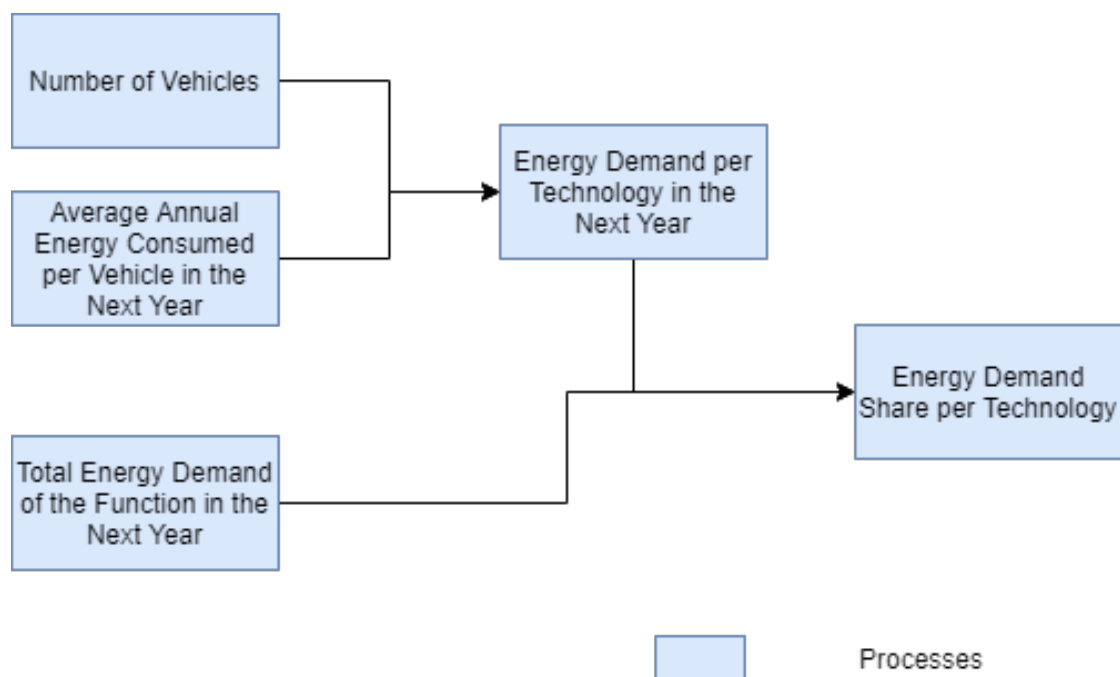 Number of Vehicles
Average Annual
Energy Consumed
per Vehicle in the
Next Year
Energy Demand per
Technology in the
Next Year
Energy Demand
Share per Technology
Total Energy Demand
of the Function in the
Next Year
Processes